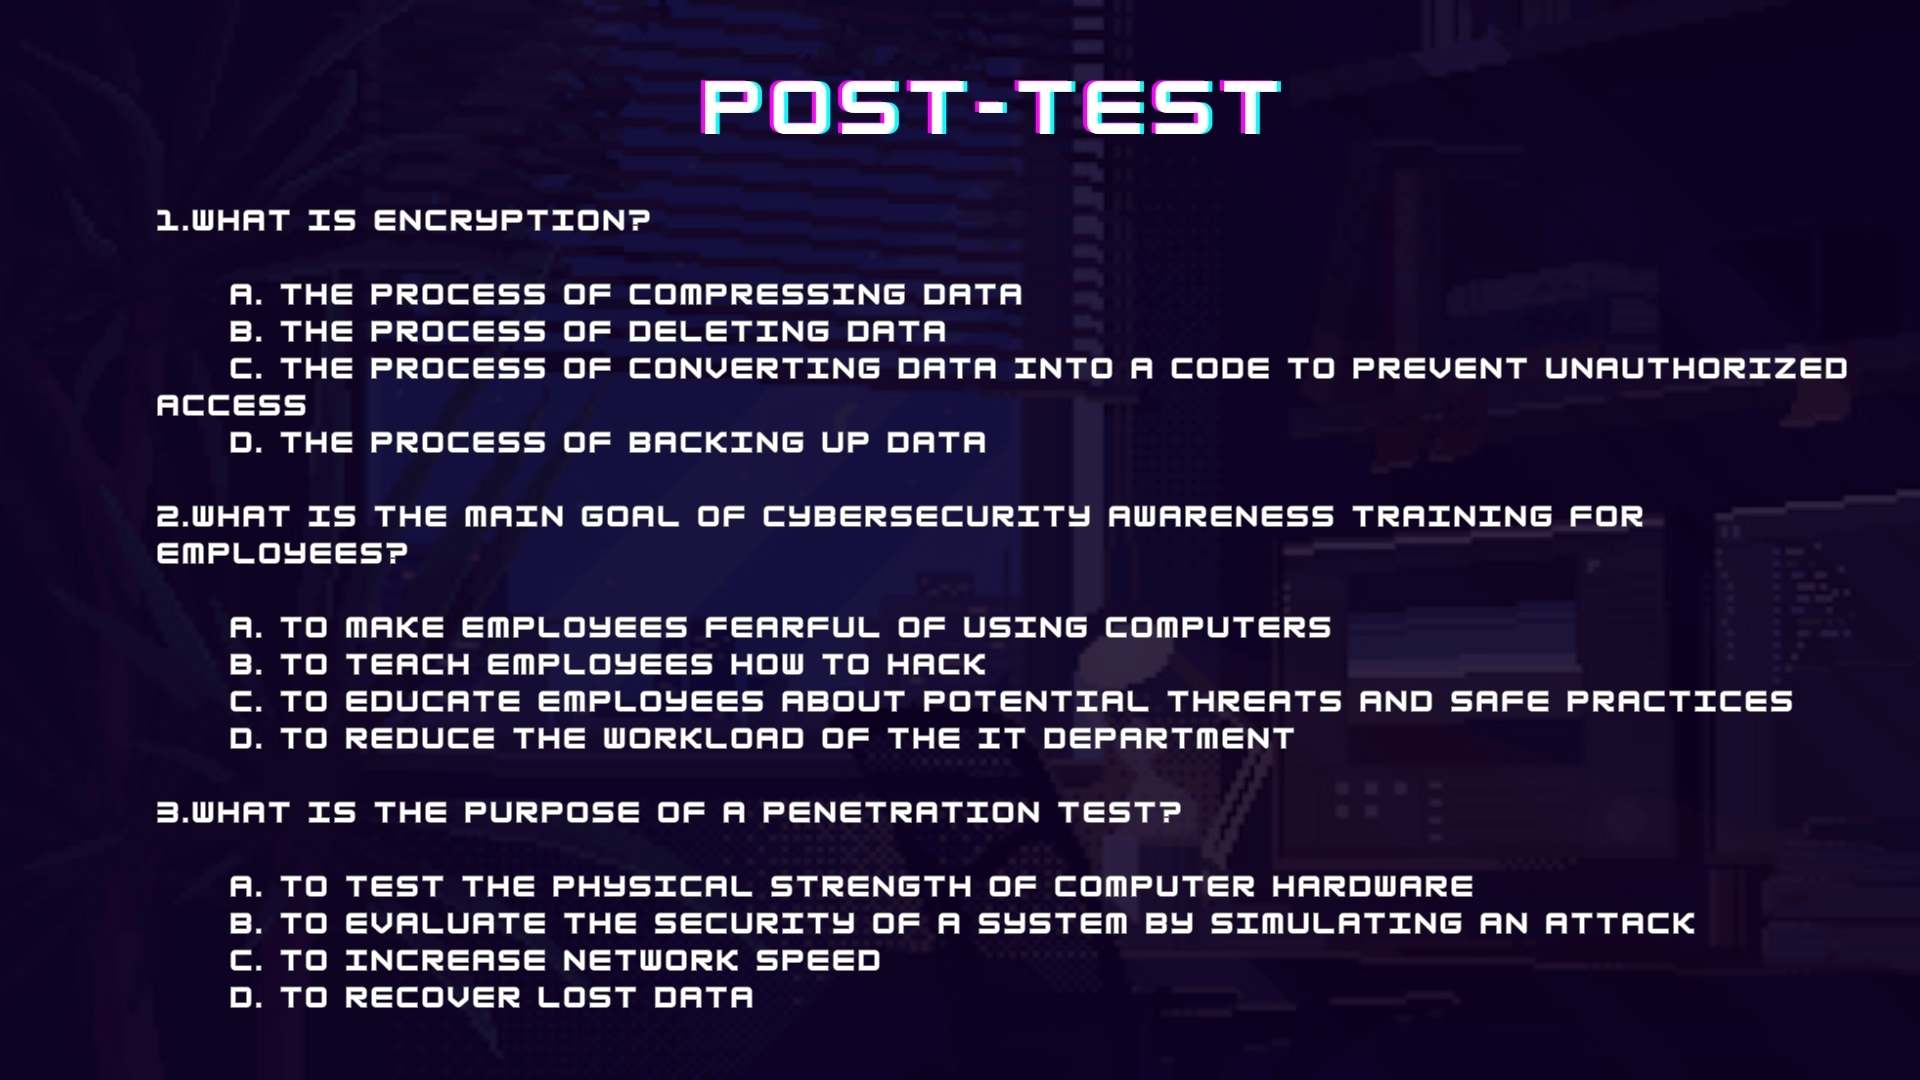 POST-TEST
1.WHAT IS ENCRYPTION?
A. THE PROCESS OF COMPRESSING DATA
B. THE PROCESS OF DELETING DATA
C. THE PROCESS OF CONVERTING DATA INTO A CODE TO PREVENT UNAUTHORIZED
ACCESS
D. THE PROCESS OF BACKING UP DATA
2.WHAT IS THE MAIN GOAL OF CYBERSECURITY AWARENESS TRAINING FOR
EMPLOYEES?
A. TO MAKE EMPLOYEES FEARFUL OF USING COMPUTERS
B. TO TEACH EMPLOYEES HOW TO HACK
C. TO EDUCATE EMPLOYEES ABOUT POTENTIAL THREATS AND SAFE PRACTICES
D. TO REDUCE THE WORKLOAD OF THE IT DEPARTMENT
3.WHAT IS THE PURPOSE OF A PENETRATION TEST?
A. TO TEST THE PHYSICAL STRENGTH OF COMPUTER HARDWARE
B. TO EVALUATE THE SECURITY OF A SYSTEM BY SIMULATING AN ATTACK
C. TO INCREASE NETWORK SPEED
D. TO RECOVER LOST DATA